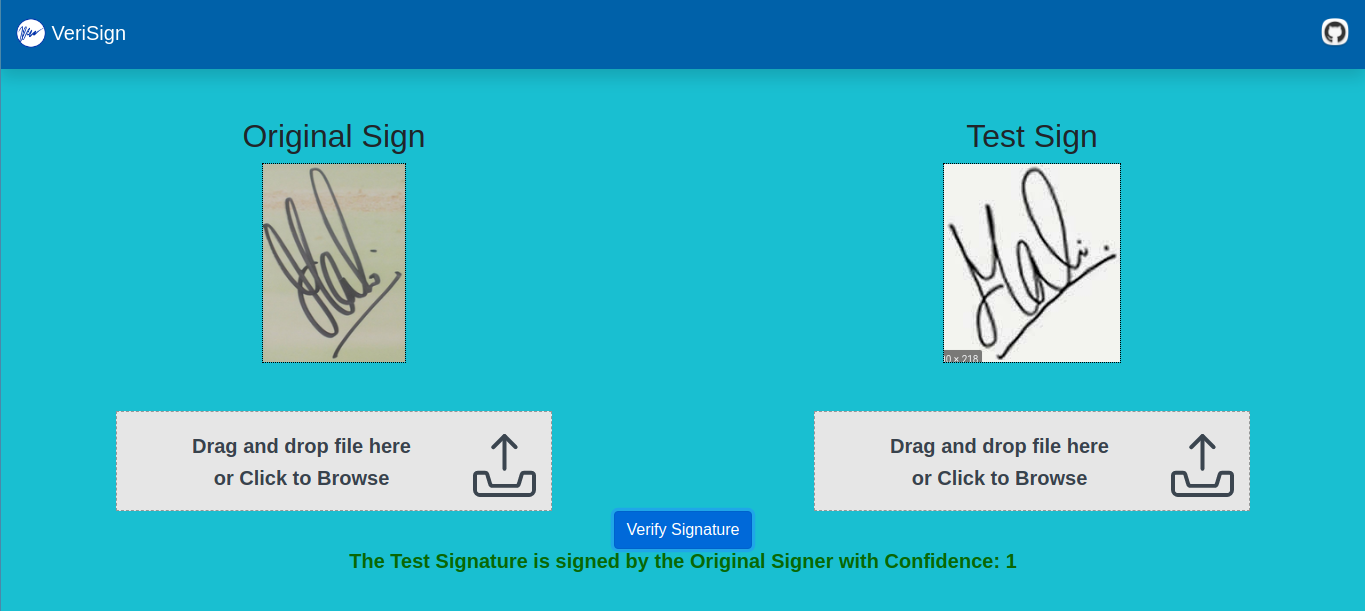 VeriSign
Original Sign
Test Sign
0 x 218
Drag and drop file here
or Click to Browse
Drag and drop file here
or Click to Browse
Verify Signature
The Test Signature is signed by the Original Signer with Confidence: 1